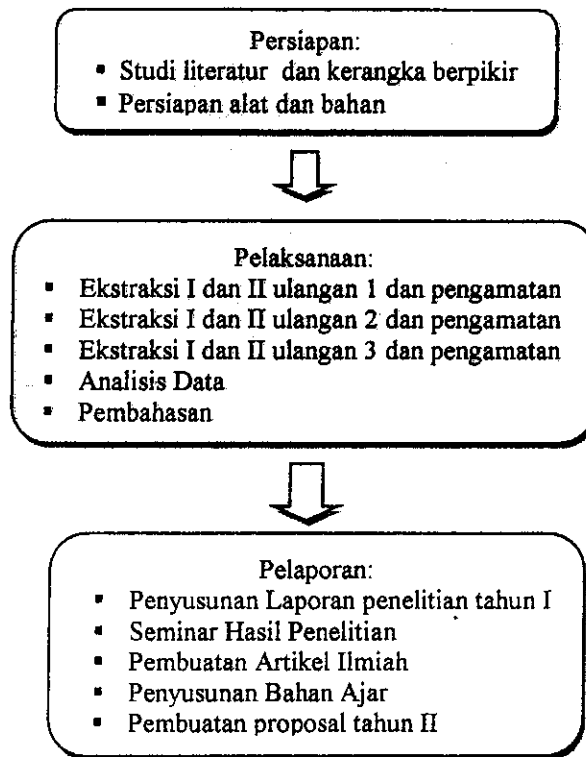 Persiapan:
▪ Studi literatur dan kerangka berpikir
▪ Persiapan alat dan bahan
Pelaksanaan:
▪ Ekstraksi I dan II ulangan 1 dan pengamatan
▪ Ekstraksi I dan II ulangan 2 dan pengamatan
▪ Ekstraksi I dan II ulangan 3 dan pengamatan
▪ Analisis Data
▪ Pembahasan
Pelaporan:
▪ Penyusunan Laporan penelitian tahun I
▪ Seminar Hasil Penelitian
▪ Pembuatan Artikel Ilmiah
▪ Penyusunan Bahan Ajar
▪ Pembuatan proposal tahun II